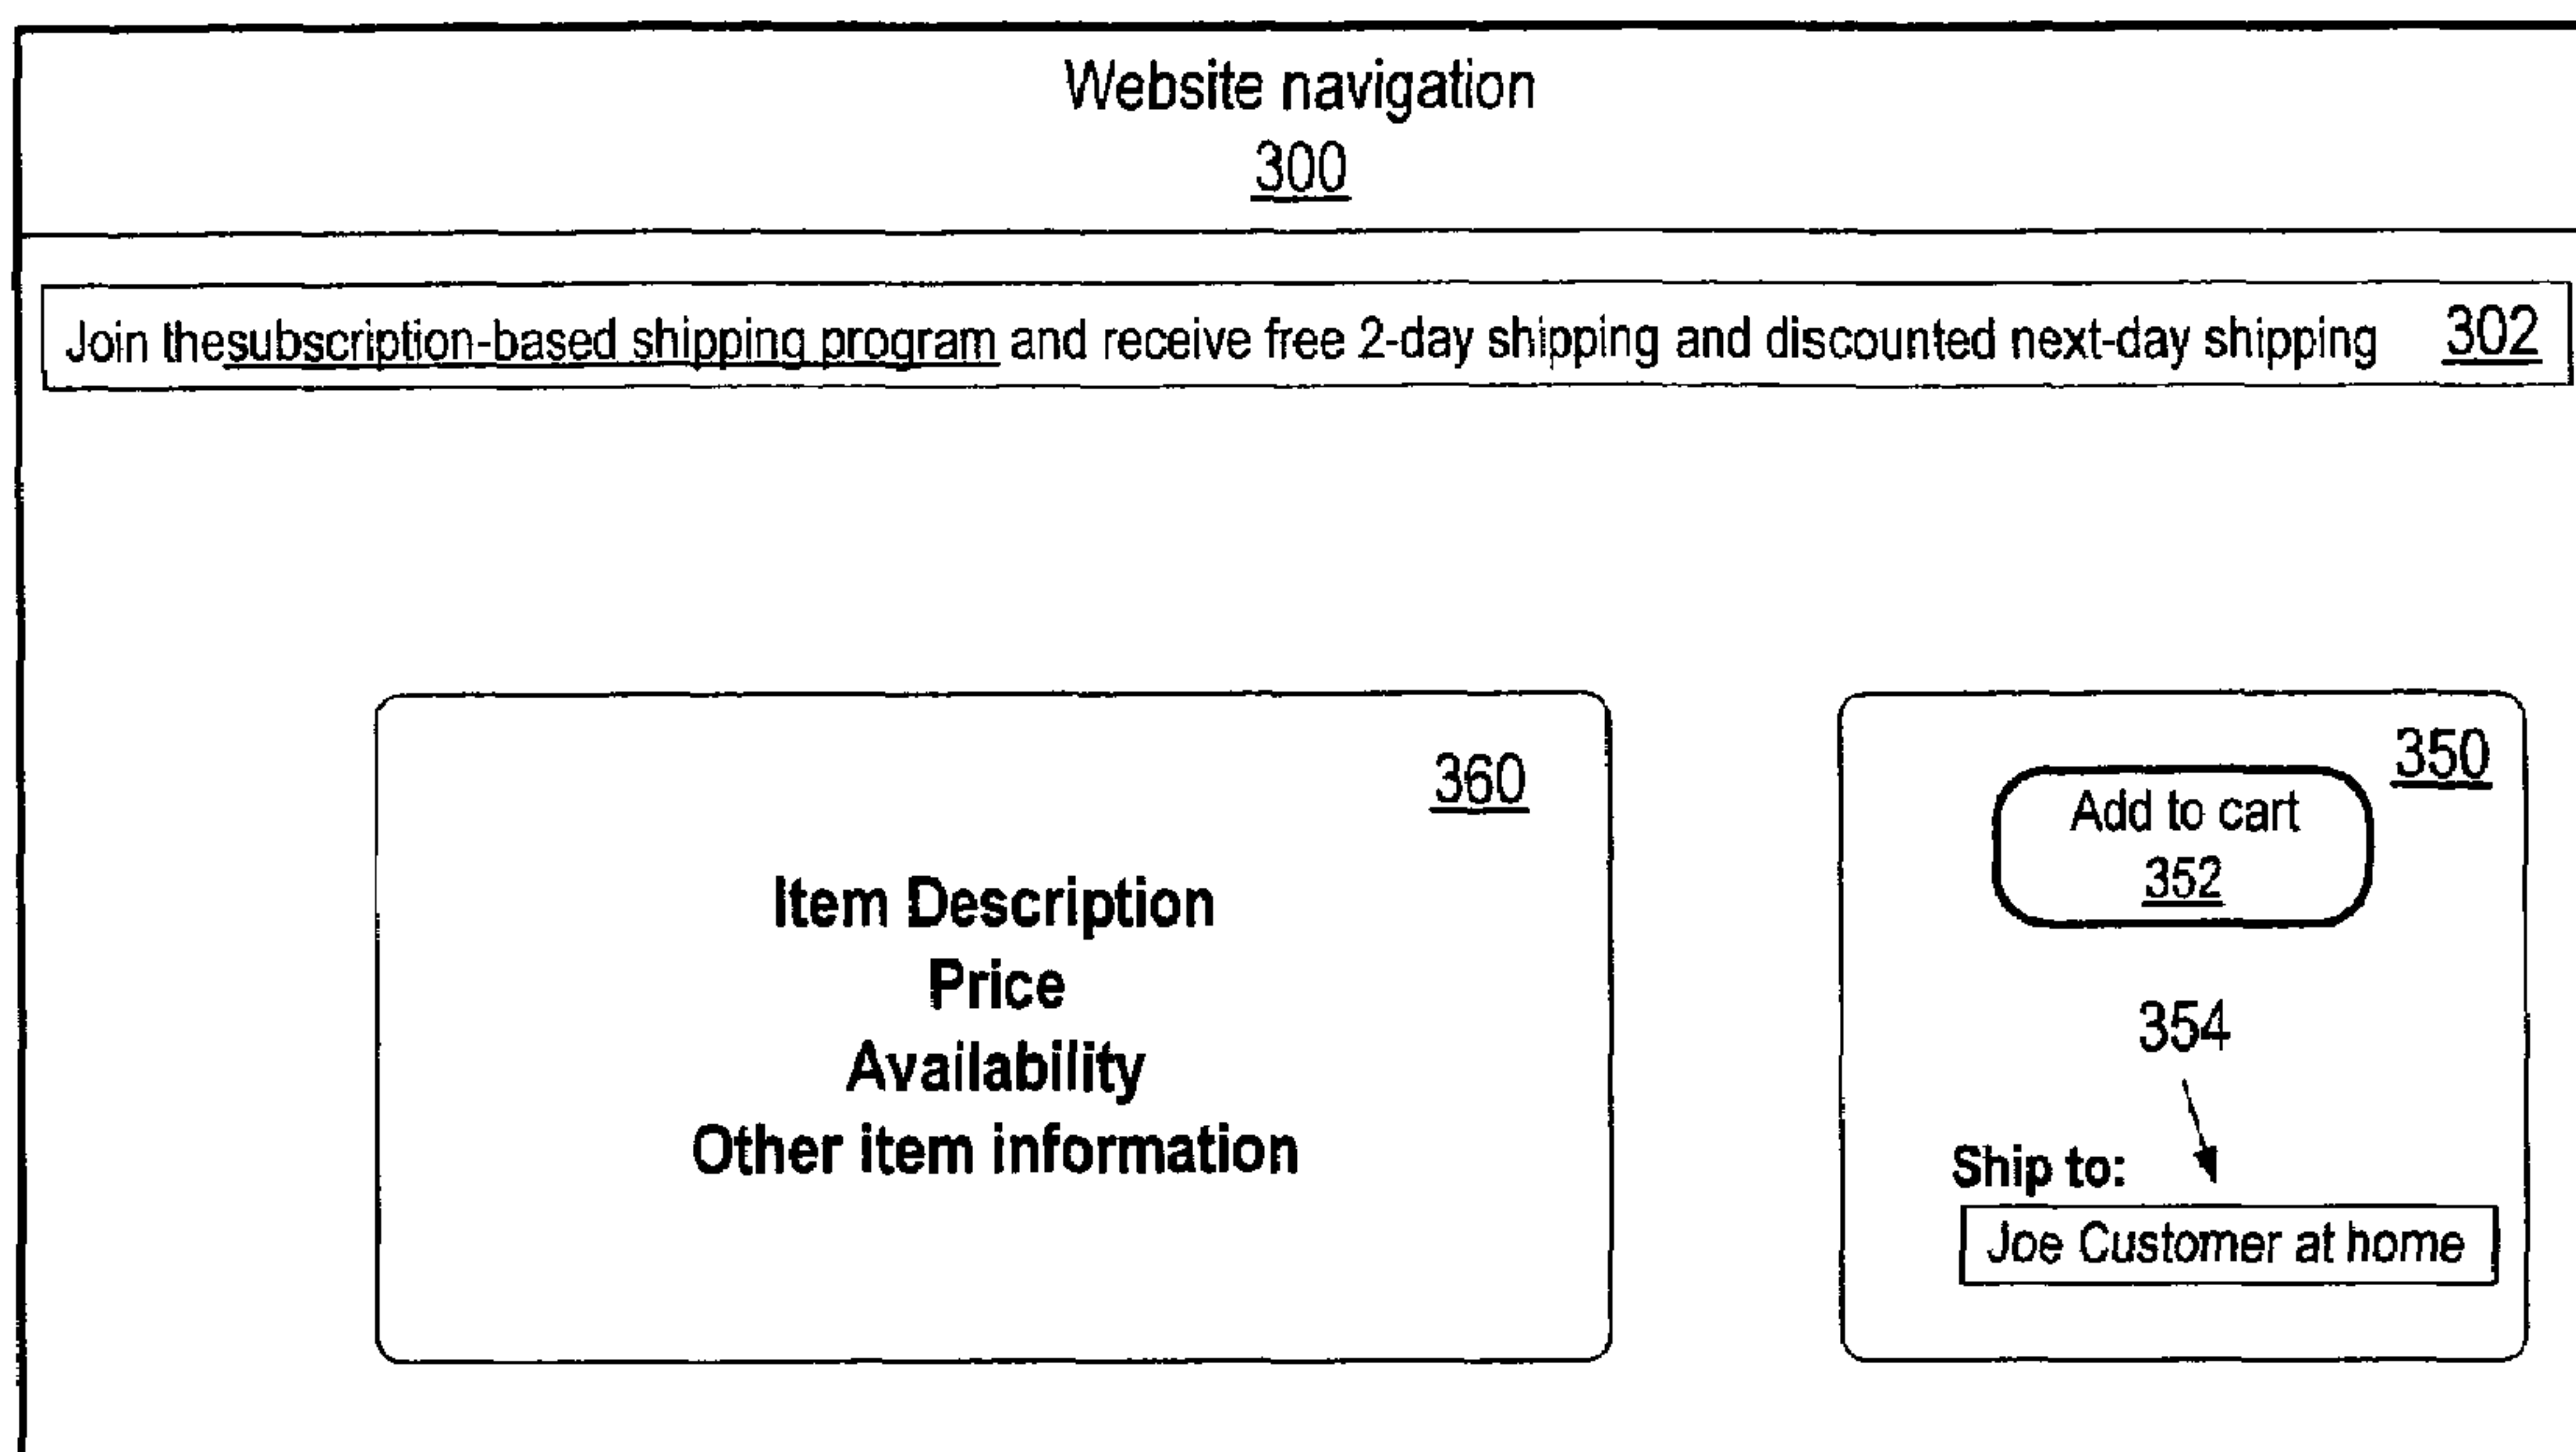 Website navigation
300
Join thesubscription-based shipping program and receive free 2-day shipping and discounted next-day shipping 302
360
Item Description
Price
Availability
Other item information
350
Add to cart
352
354
Ship to:
Joe Customer at home